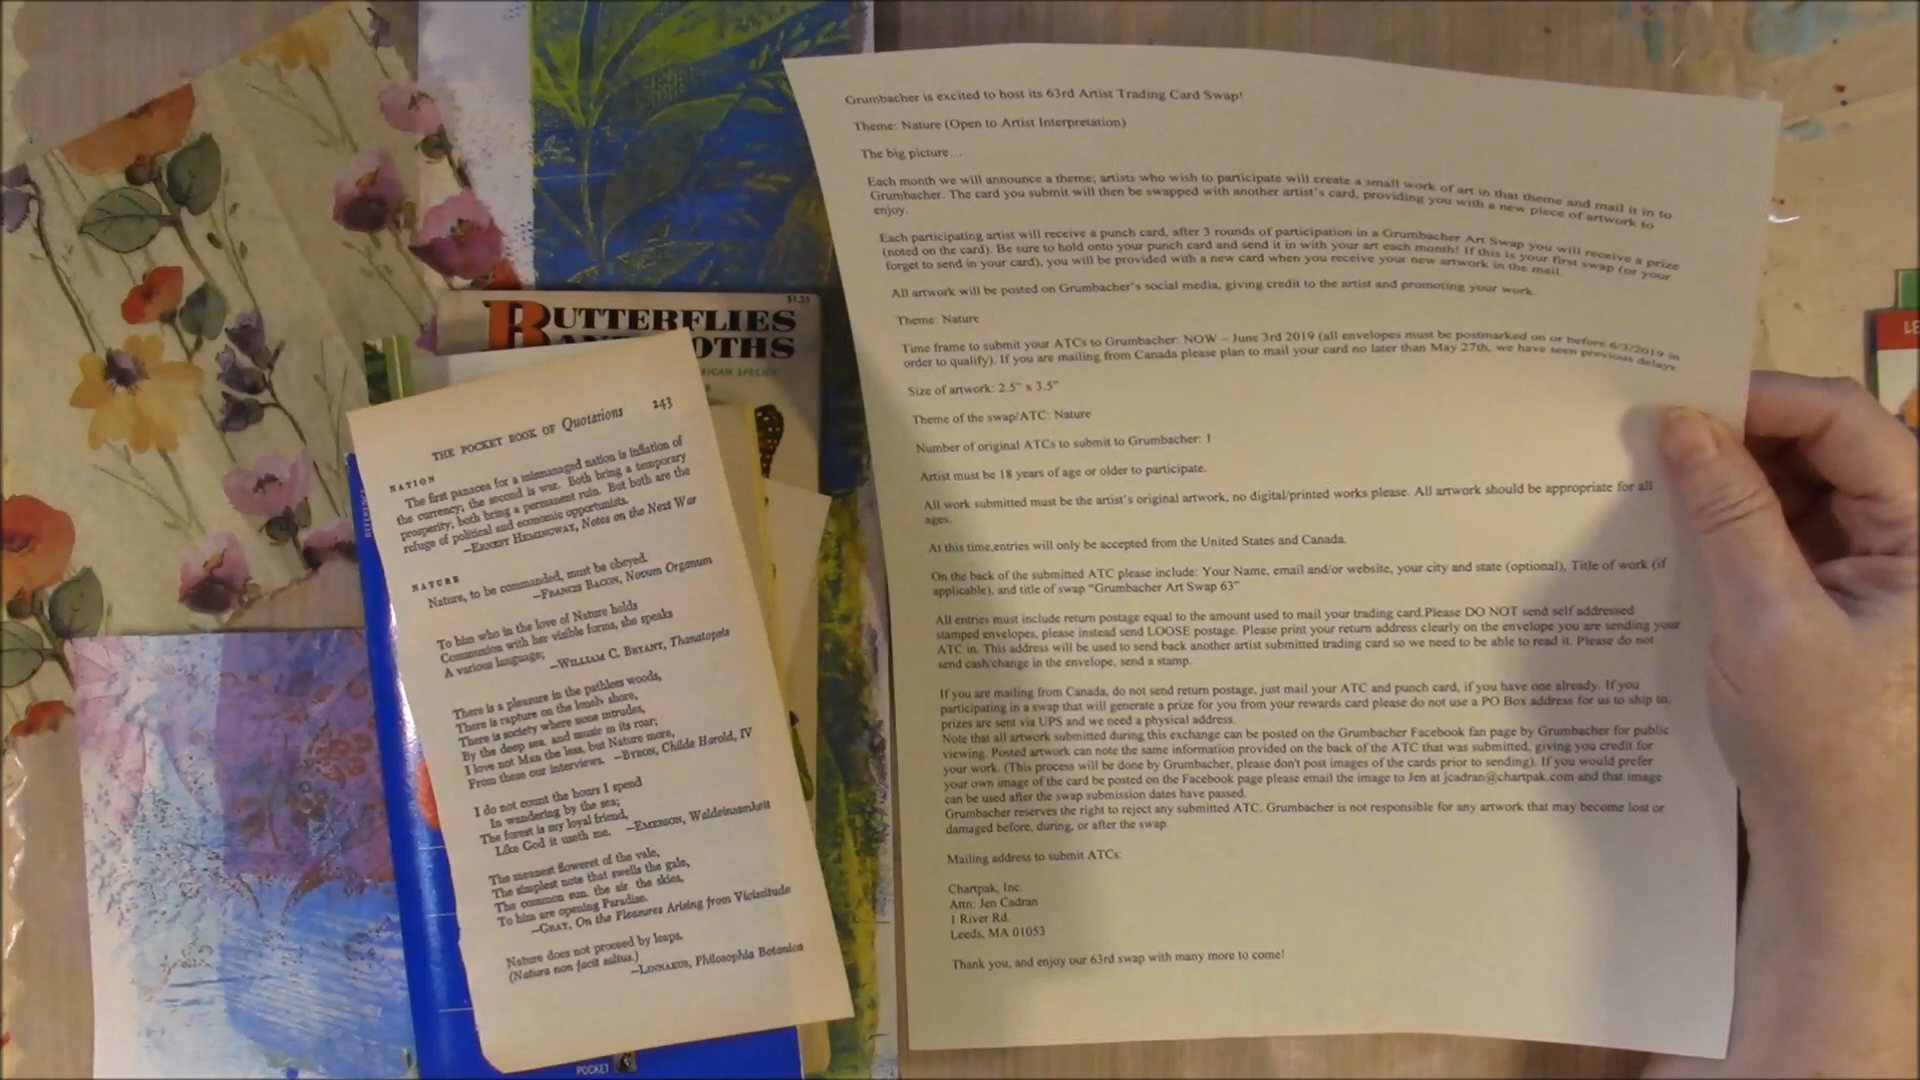 BUTTERFLIES
$1.25
THE POCKET BOOK OF Quotations 243
NATION
The first panacea for a mismanaged nation is inflation of
the currency; the second is war. Both bring a temporary
prosperity; both bring a permanent ruin. But both are the
refuge of political and economic opportunists.
—ERNEST HEMINGWAY, Notes on the Next War
NATURE
Nature, to be commanded, must be obeyed.
—FRANCIS BACON, Novum Organum
To him who in the love of Nature holds
Communion with her visible forms, she speaks
A various language;
—WILLIAM C. BRYANT, Thanatopsis
There is a pleasure in the pathless woods,
There is rapture on the lonely shore,
There is society where none intrudes,
By the deep sea, and music in its roar;
I love not Man the less, but Nature more,
From these our interviews. —BYRON, Childe Harold, IV
I do not count the hours I spend
In wandering by the sea;
The forest is my loyal friend,
Like God it useth me. —EMERSON, Waldeinsamkeit
The meanest floweret of the vale,
The simplest note that swells the gale,
The common sun, the air, the skies,
To him are opening Paradise.
—GRAY, On the Pleasures Arising from Vicissitude
Nature does not proceed by leaps.
(Natura non facit saltus.)
—LINNAEUS, Philosophia Botanica
POCKET
Grumbacher is excited to host its 63rd Artist Trading Card Swap!
Theme: Nature (Open to Artist Interpretation)
The big picture…
Each month we will announce a theme; artists who wish to participate will create a small work of art in that theme and mail it in to
Grumbacher. The card you submit will then be swapped with another artist's card, providing you with a new piece of artwork to
enjoy.
Each participating artist will receive a punch card, after 3 rounds of participation in a Grumbacher Art Swap you will receive a prize
(noted on the card). Be sure to hold onto your punch card and send it in with your art each month! If this is your first swap (or your
forget to send in your card), you will be provided with a new card when you receive your new artwork in the mail.
All artwork will be posted on Grumbacher's social media, giving credit to the artist and promoting your work.
Theme: Nature
Time frame to submit your ATCs to Grumbacher: NOW – June 3rd 2019 (all envelopes must be postmarked on or before 6/3/2019 in
order to qualify). If you are mailing from Canada please plan to mail your card no later than May 27th, we have seen previous delays.
Size of artwork: 2.5" x 3.5"
Theme of the swap/ATC: Nature
Number of original ATCs to submit to Grumbacher: 1
Artist must be 18 years of age or older to participate.
All work submitted must be the artist's original artwork, no digital/printed works please. All artwork should be appropriate for all
ages.
At this time,entries will only be accepted from the United States and Canada.
On the back of the submitted ATC please include: Your Name, email and/or website, your city and state (optional), Title of work (if
applicable), and title of swap "Grumbacher Art Swap 63"
All entries must include return postage equal to the amount used to mail your trading card.Please DO NOT send self addressed
stamped envelopes, please instead send LOOSE postage. Please print your return address clearly on the envelope you are sending your
ATC in. This address will be used to send back another artist submitted trading card so we need to be able to read it. Please do not
send cash/change in the envelope, send a stamp.
If you are mailing from Canada, do not send return postage, just mail your ATC and punch card, if you have one already. If you
participating in a swap that will generate a prize for you from your rewards card please do not use a PO Box address for us to ship to,
prizes are sent via UPS and we need a physical address.
Note that all artwork submitted during this exchange can be posted on the Grumbacher Facebook fan page by Grumbacher for public
viewing. Posted artwork can note the same information provided on the back of the ATC that was submitted, giving you credit for
your work. (This process will be done by Grumbacher, please don't post images of the cards prior to sending). If you would prefer
your own image of the card be posted on the Facebook page please email the image to Jen at jcadran@chartpak.com and that image
can be used after the swap submission dates have passed.
Grumbacher reserves the right to reject any submitted ATC. Grumbacher is not responsible for any artwork that may become lost or
damaged before, during, or after the swap.
Mailing address to submit ATCs:
Chartpak, Inc.
Attn: Jen Cadran
1 River Rd.
Leeds, MA 01053
Thank you, and enjoy our 63rd swap with many more to come!